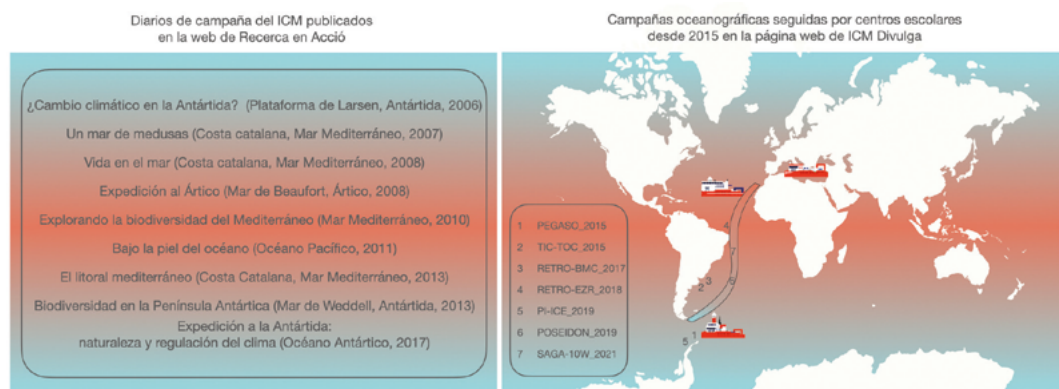 Diarios de campaña del ICM publicados
en la web de Recerca en Acció
¿Cambio climático en la Antártida? (Plataforma de Larsen, Antártida, 2006)
Un mar de medusas (Costa catalana, Mar Mediterráneo, 2007)
Vida en el mar (Costa catalana, Mar Mediterráneo, 2008)
Expedición al Ártico (Mar de Beaufort, Ártico, 2008)
Explorando la biodiversidad del Mediterráneo (Mar Mediterráneo, 2010)
Bajo la piel del océano (Océano Pacífico, 2011)
El litoral mediterráneo (Costa Catalana, Mar Mediterráneo, 2013)
Biodiversidad en la Península Antártica (Mar de Weddell, Antártida, 2013)
Expedición a la Antártida:
naturaleza y regulación del clima (Océano Antártico, 2017)
Campañas oceanográficas seguidas por centros escolares
desde 2015 en la página web de ICM Divulga
1 PEGASO_2015
2 TIC-TOC_2015
3 RETRO-BMC_2017
4 RETRO-EZR_2018
5 PI-ICE_2019
6 POSEIDON_2019
7 SAGA-10W_2021
4
7
6
3
2
1
5